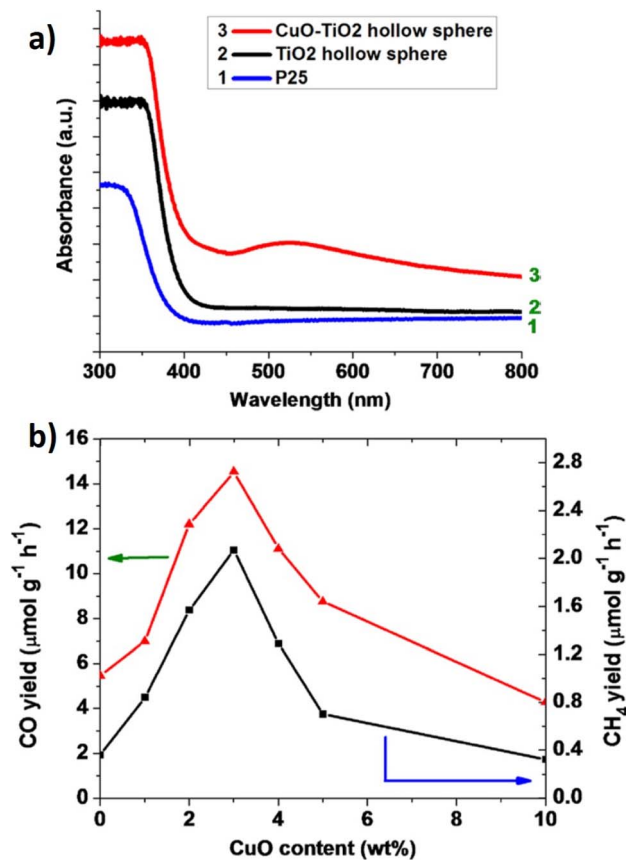 a)
3 CuO-TiO2 hollow sphere
2 TiO2 hollow sphere
1 P25
Absorbance (a.u.)
3
2
1
300 400 500 600 700 800
Wavelength (nm)
b)
16
14
12
10
8
6
4
2
0
CO yield (μmol g⁻¹ h⁻¹)
2.8
2.4
2.0
1.6
1.2
0.8
0.4
0.0
CH₄ yield (μmol g⁻¹ h⁻¹)
0 2 4 6 8 10
CuO content (wt%)